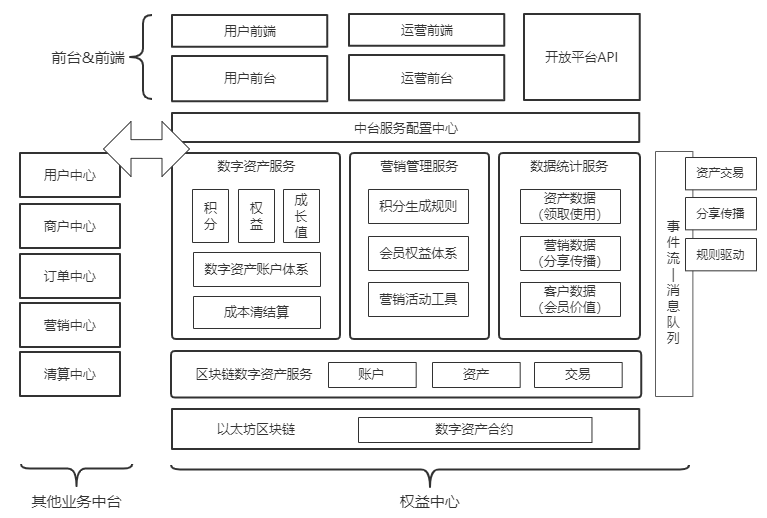 前台&前端
用户前端
运营前端
开放平台API
用户前台
运营前台
中台服务配置中心
用户中心
商户中心
订单中心
营销中心
清算中心
数字资产服务
积分
权益
成长值
数字资产账户体系
成本清结算
营销管理服务
积分生成规则
会员权益体系
营销活动工具
数据统计服务
资产数据
(领取使用)
营销数据
(分享传播)
客户数据
(会员价值)
事件流—消息队列
资产交易
分享传播
规则驱动
区块链数字资产服务
账户
资产
交易
以太坊区块链
数字资产合约
其他业务中台
权益中心